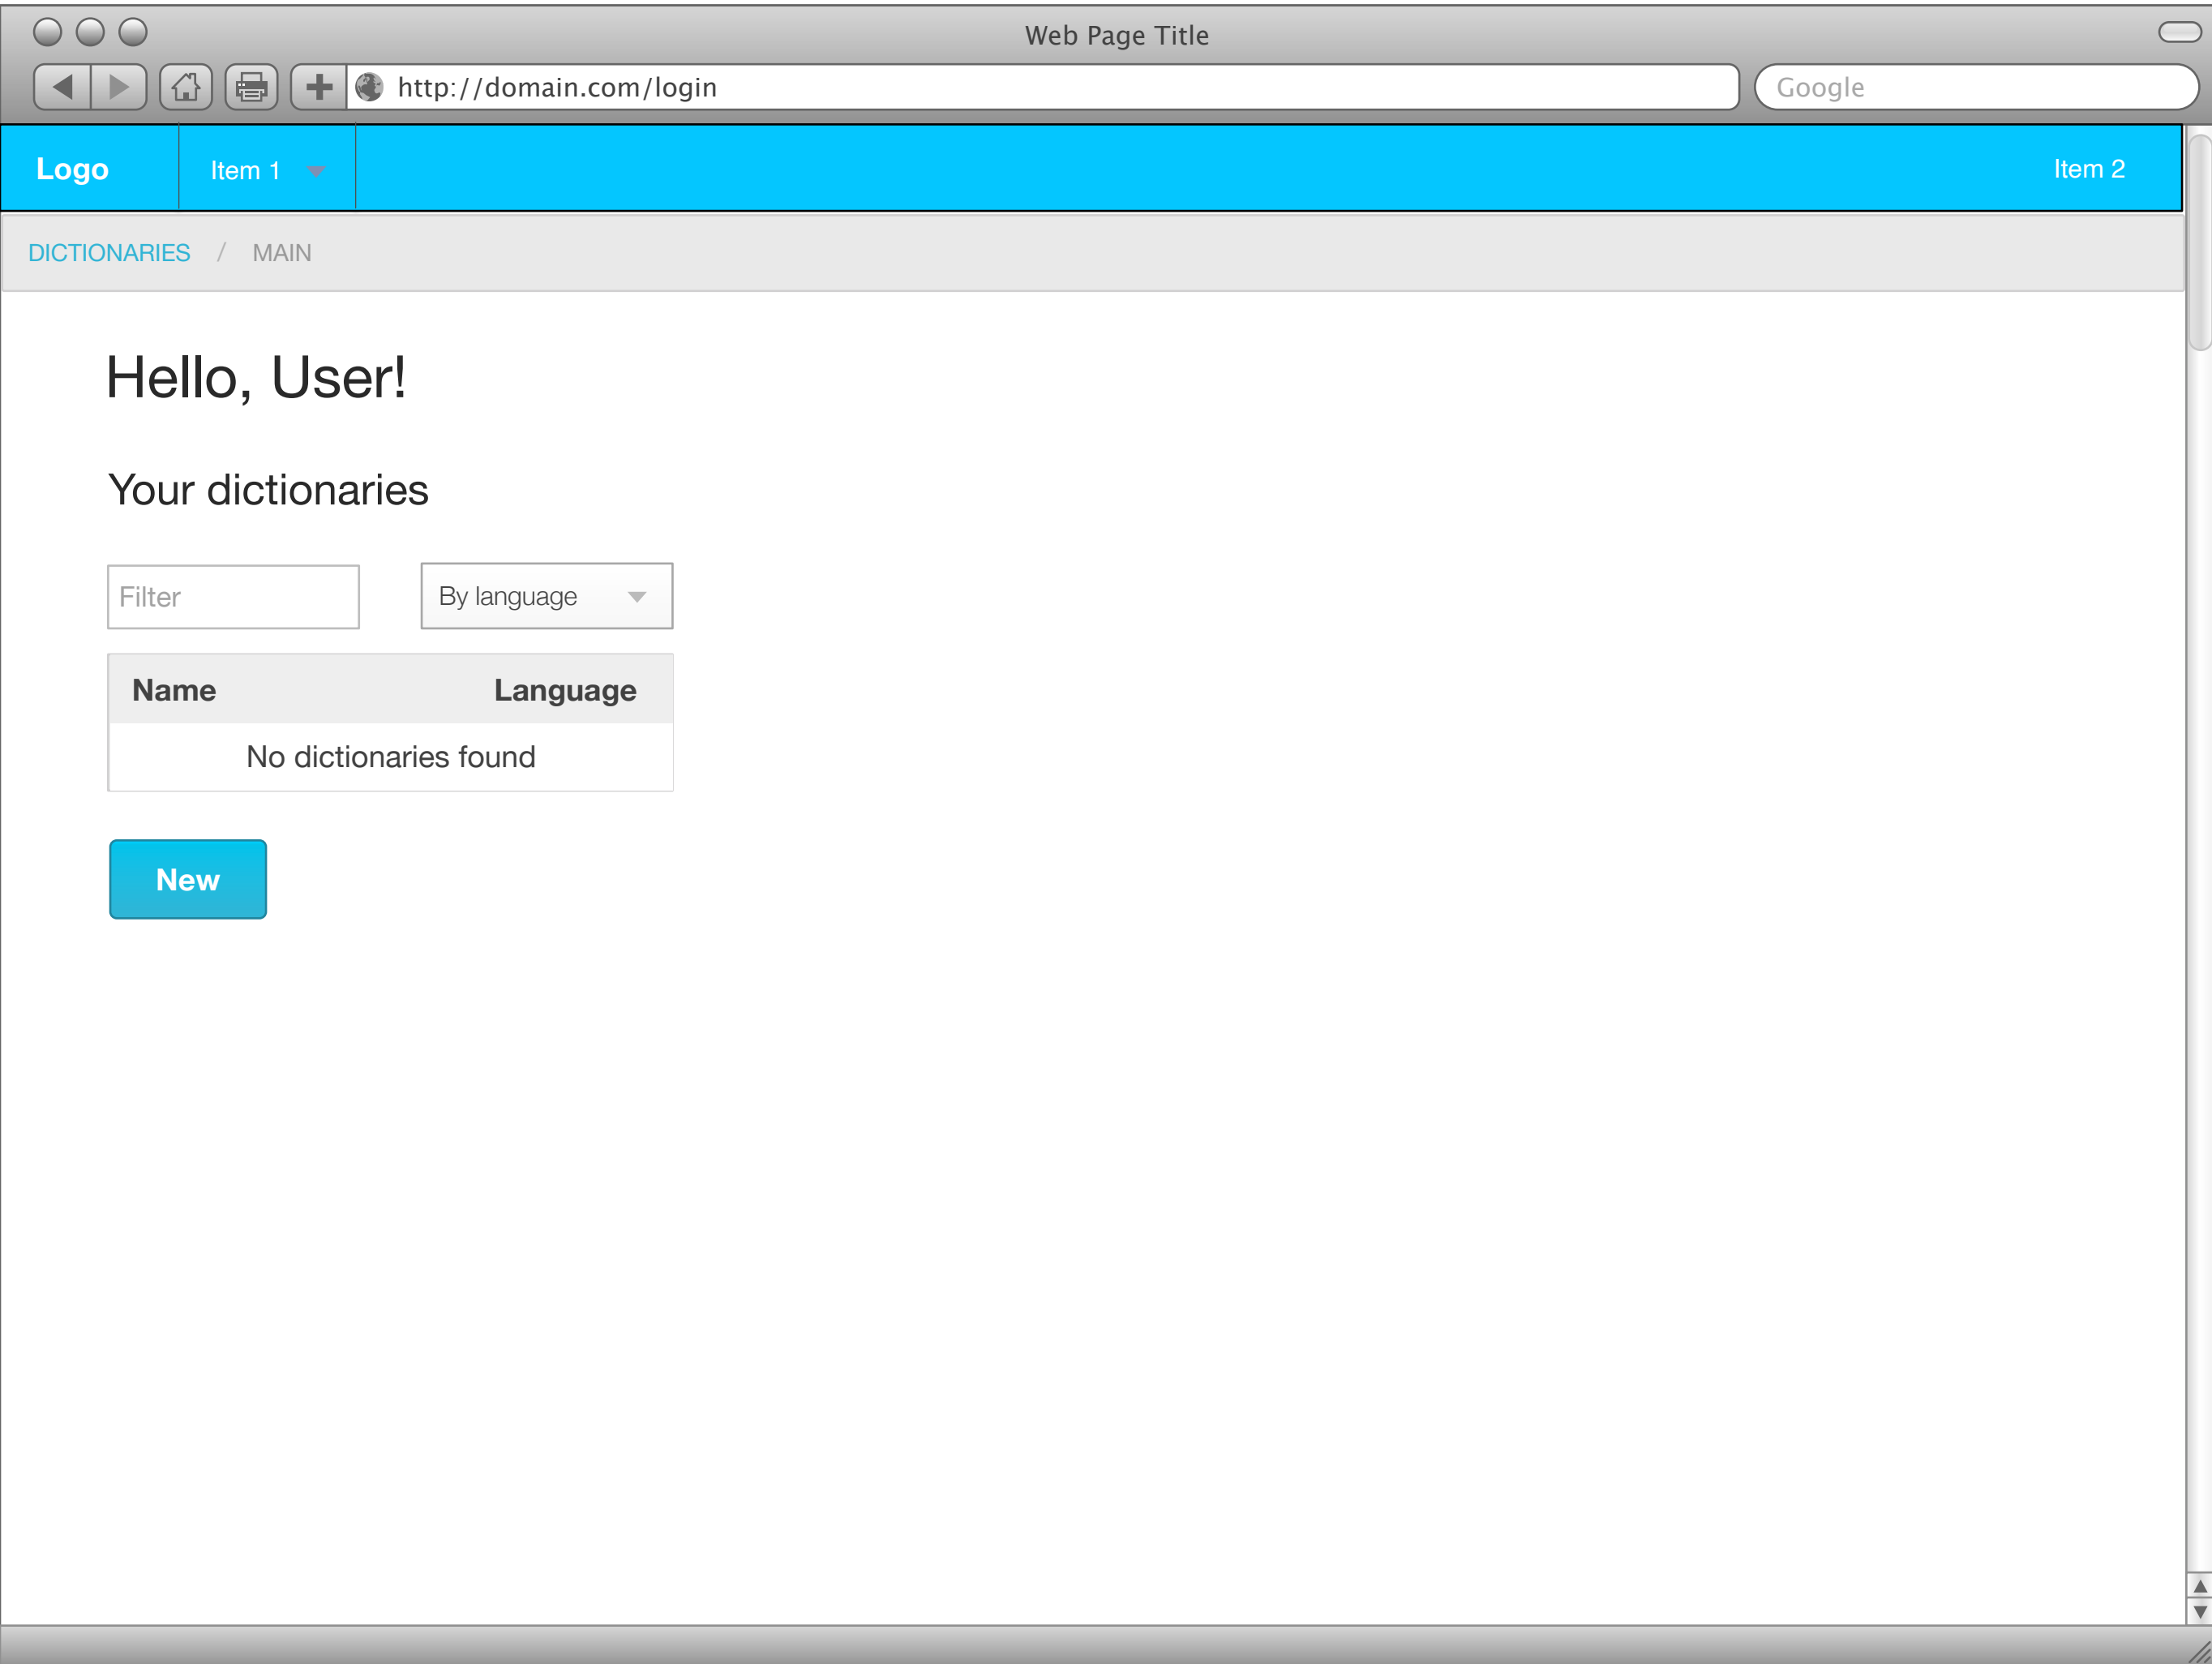 Web Page Title
http://domain.com/login
Google
Logo
Item 1
Item 2
DICTIONARIES / MAIN
Hello, User!
Your dictionaries
Filter
By language
Name
Language
No dictionaries found
New